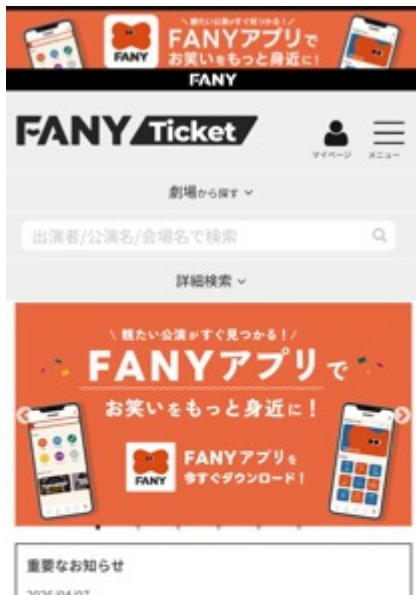 \ 観たい公演がすぐ見つかる! /
FANYアプリで
お笑いをもっと身近に!
FANY
FANY
FANY Ticket
マイページ
メニュー
劇場から探す
出演者/公演名/会場名で検索
詳細検索
\ 観たい公演がすぐ見つかる! /
FANYアプリで
お笑いをもっと身近に!
FANY
FANYアプリを
今すぐダウンロード!
重要なお知らせ
2026/04/07